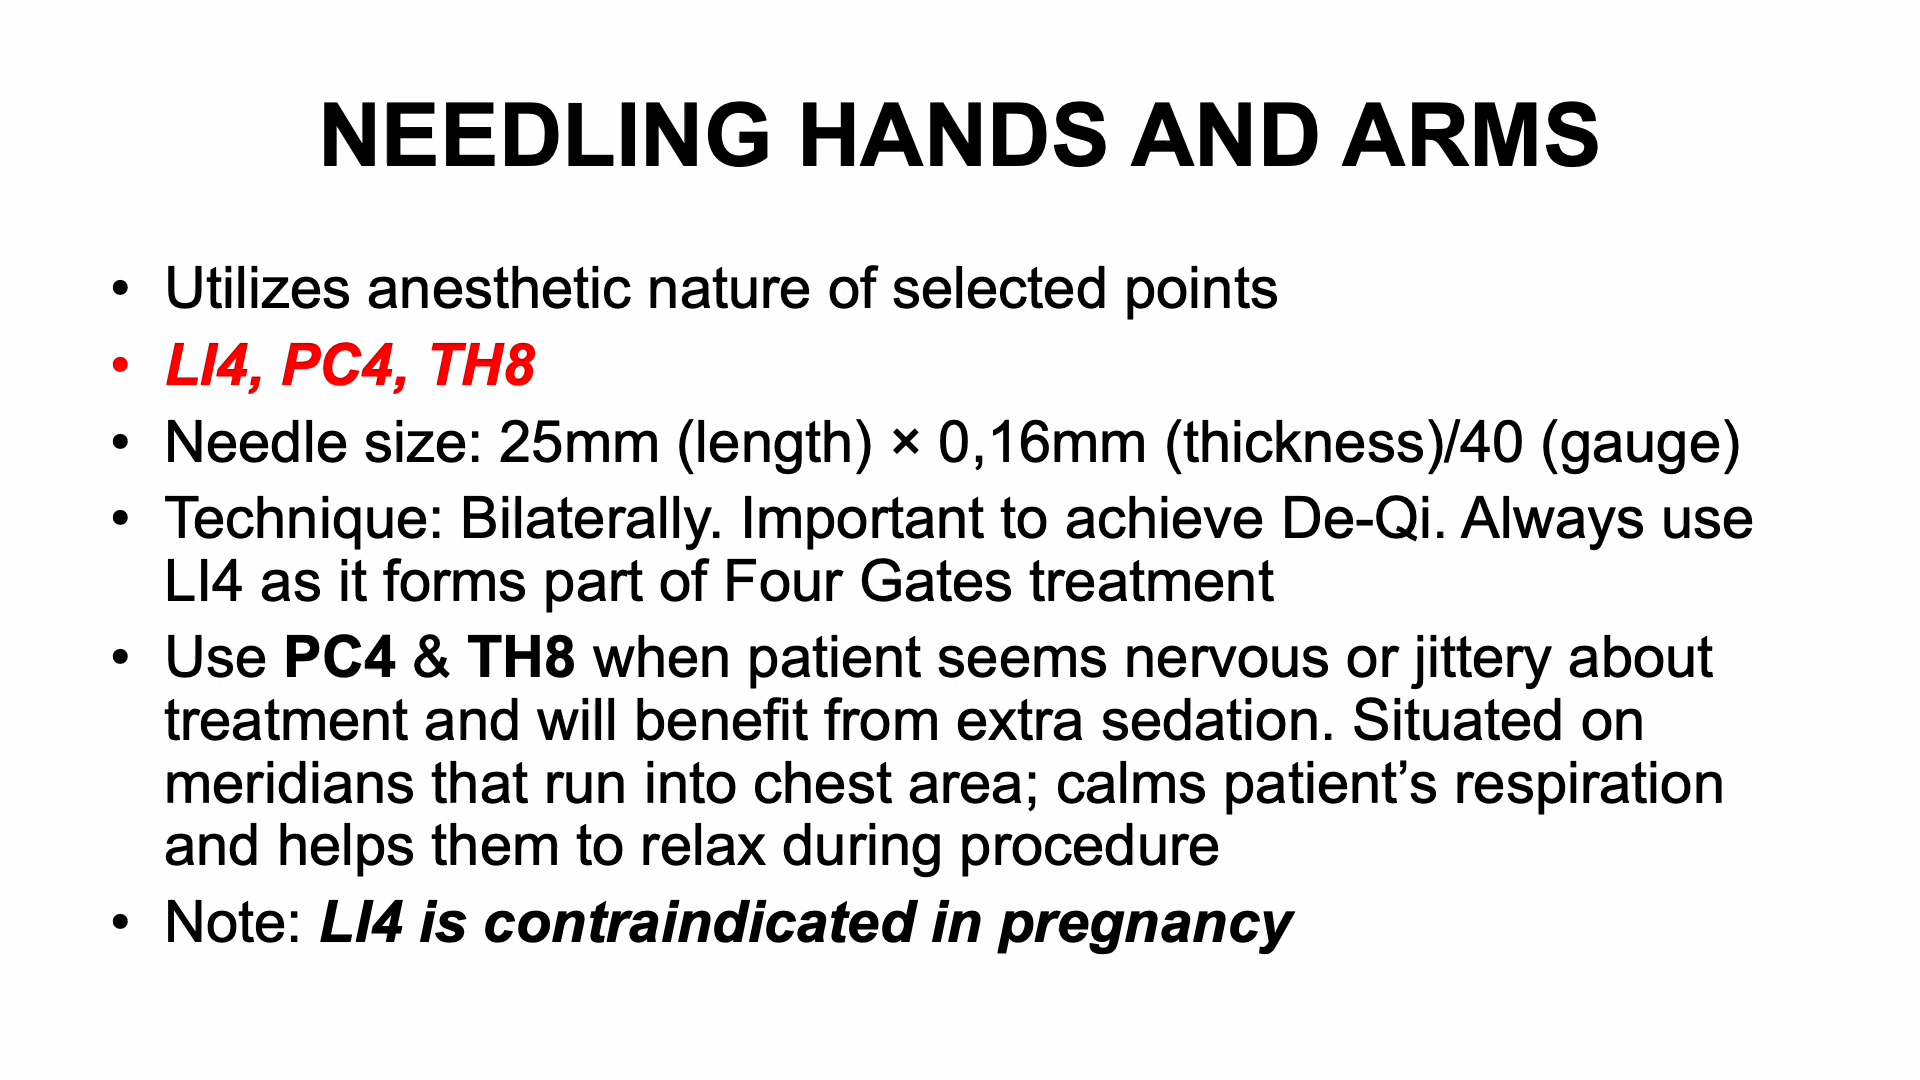 NEEDLING HANDS AND ARMS
• Utilizes anesthetic nature of selected points
• LI4, PC4, TH8
• Needle size: 25mm (length) × 0,16mm (thickness)/40 (gauge)
• Technique: Bilaterally. Important to achieve De-Qi. Always use
LI4 as it forms part of Four Gates treatment
• Use PC4 & TH8 when patient seems nervous or jittery about
treatment and will benefit from extra sedation. Situated on
meridians that run into chest area; calms patient’s respiration
and helps them to relax during procedure
• Note: LI4 is contraindicated in pregnancy